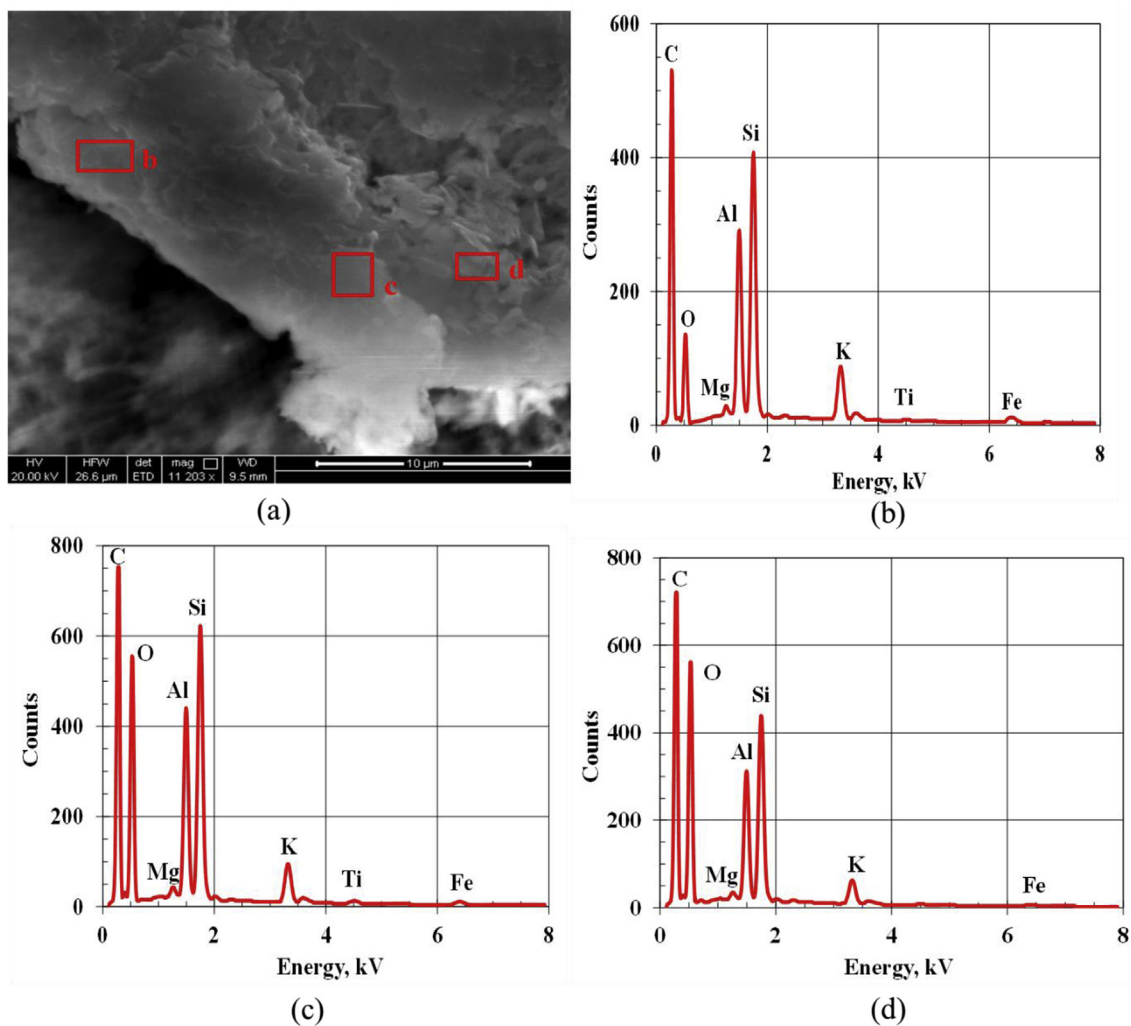 b
c
d
HV HFW det mag WD
20.00 kV 26.6 µm ETD 11 203 x 9.5 mm
10 µm
(a)
600
400
200
0
Counts
C
O
Mg
Al
Si
K
Ti
Fe
0 2 4 6 8
Energy, kV
(b)
800
600
400
200
0
Counts
C
O
Mg
Al
Si
K
Ti
Fe
0 2 4 6 8
Energy, kV
(c)
800
600
400
200
0
Counts
C
O
Mg
Al
Si
K
Fe
0 2 4 6 8
Energy, kV
(d)